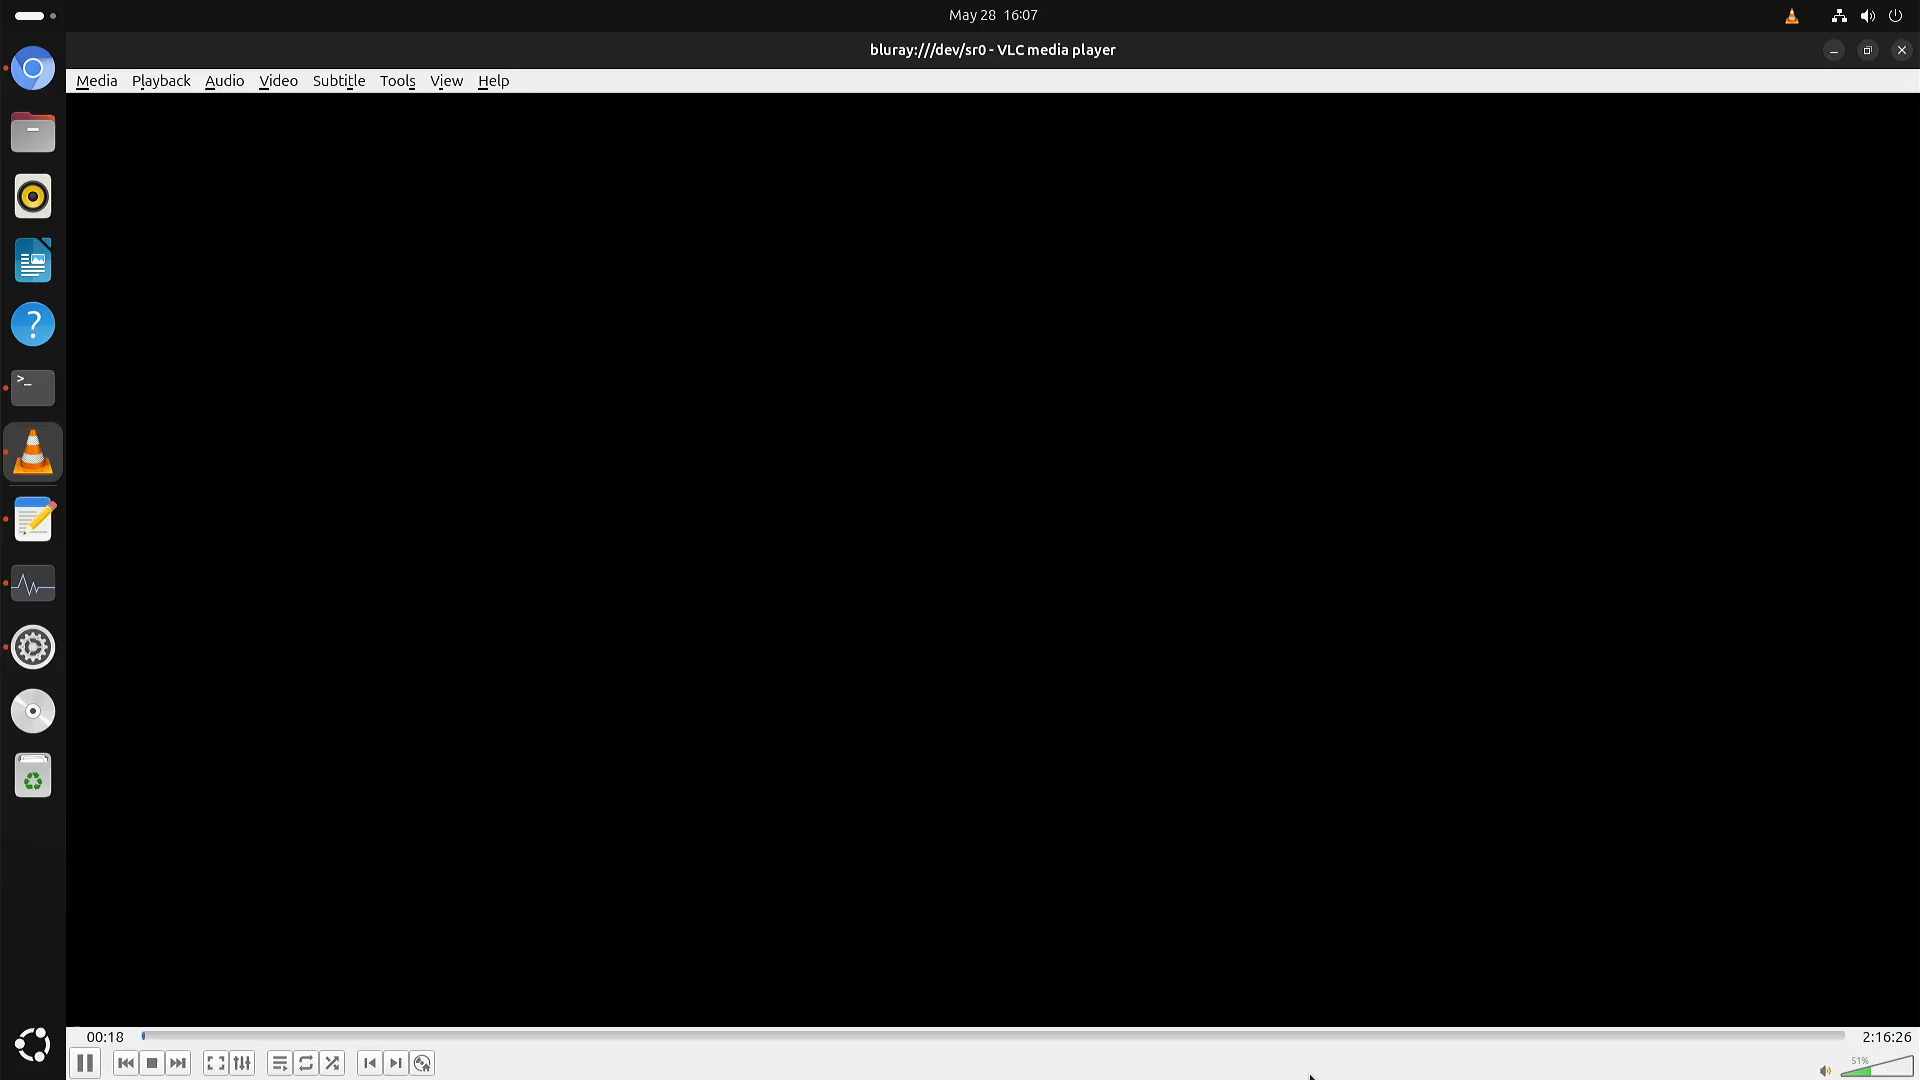 May 28 16:07
bluray:///dev/sr0 - VLC media player
Media Playback Audio Video Subtitle Tools View Help
00:18
2:16:26
51%